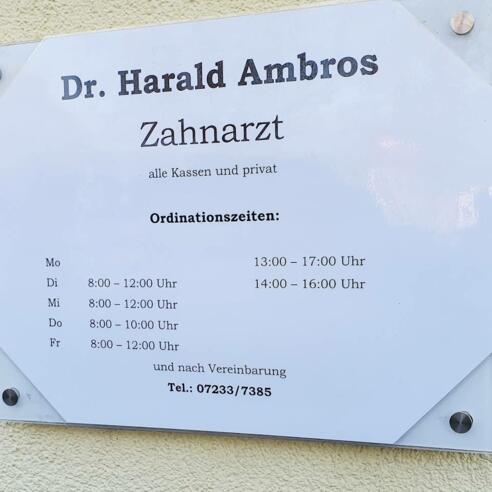 Dr. Harald Ambros
Zahnarzt
alle Kassen und privat
Ordinationszeiten:
Mo 13:00 – 17:00 Uhr
Di 8:00 – 12:00 Uhr 14:00 – 16:00 Uhr
Mi 8:00 – 12:00 Uhr
Do 8:00 – 10:00 Uhr
Fr 8:00 – 12:00 Uhr
und nach Vereinbarung
Tel.: 07233/7385